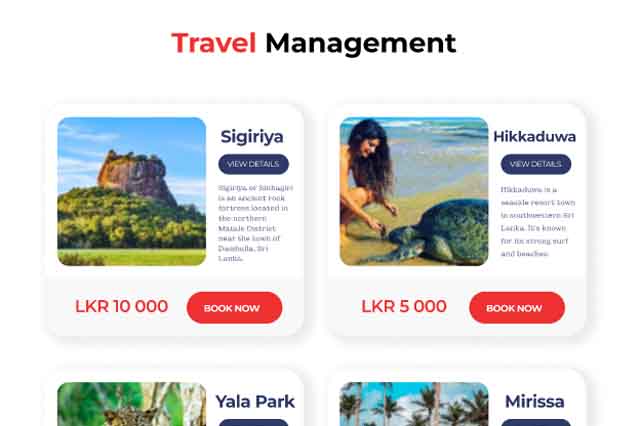 Travel Management
Sigiriya
VIEW DETAILS
Sigiriya or Sinhagiri
is an ancient rock
fortress located in
the northern
Matale District
near the town of
Dambulla, Sri
Lanka.
LKR 10 000
BOOK NOW
Hikkaduwa
VIEW DETAILS
Hikkaduwa is a
seaside resort town
in southwestern Sri
Lanka. It's known
for its strong surf
and beaches.
LKR 5 000
BOOK NOW
Yala Park
Mirissa